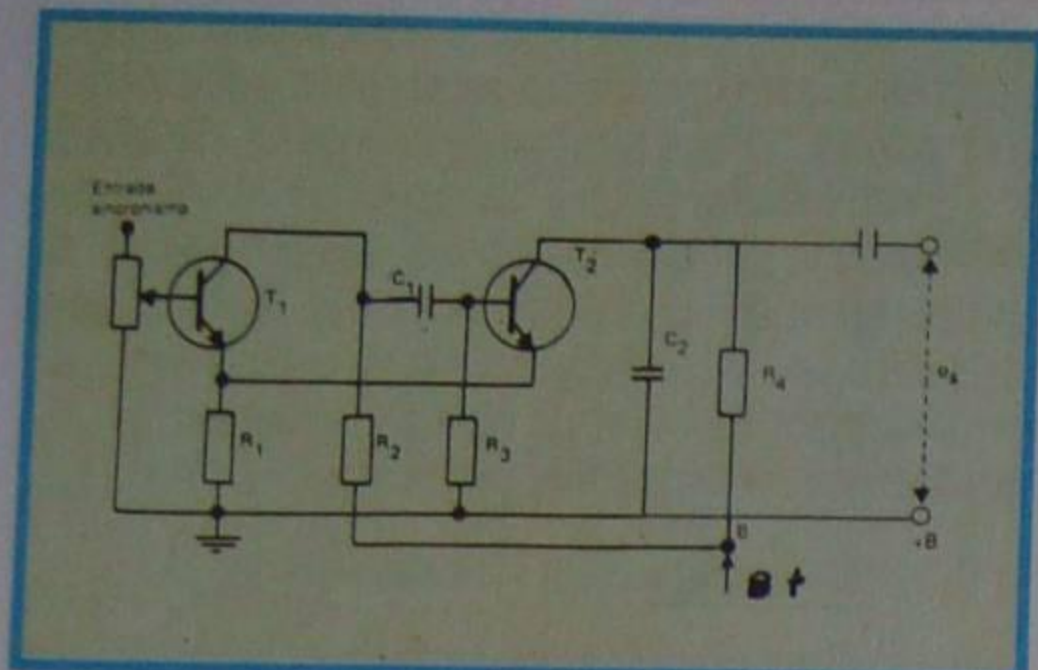 Entrada
sincronismo
T1
C1
T2
C2
R4
R1
R2
R3
B
+B